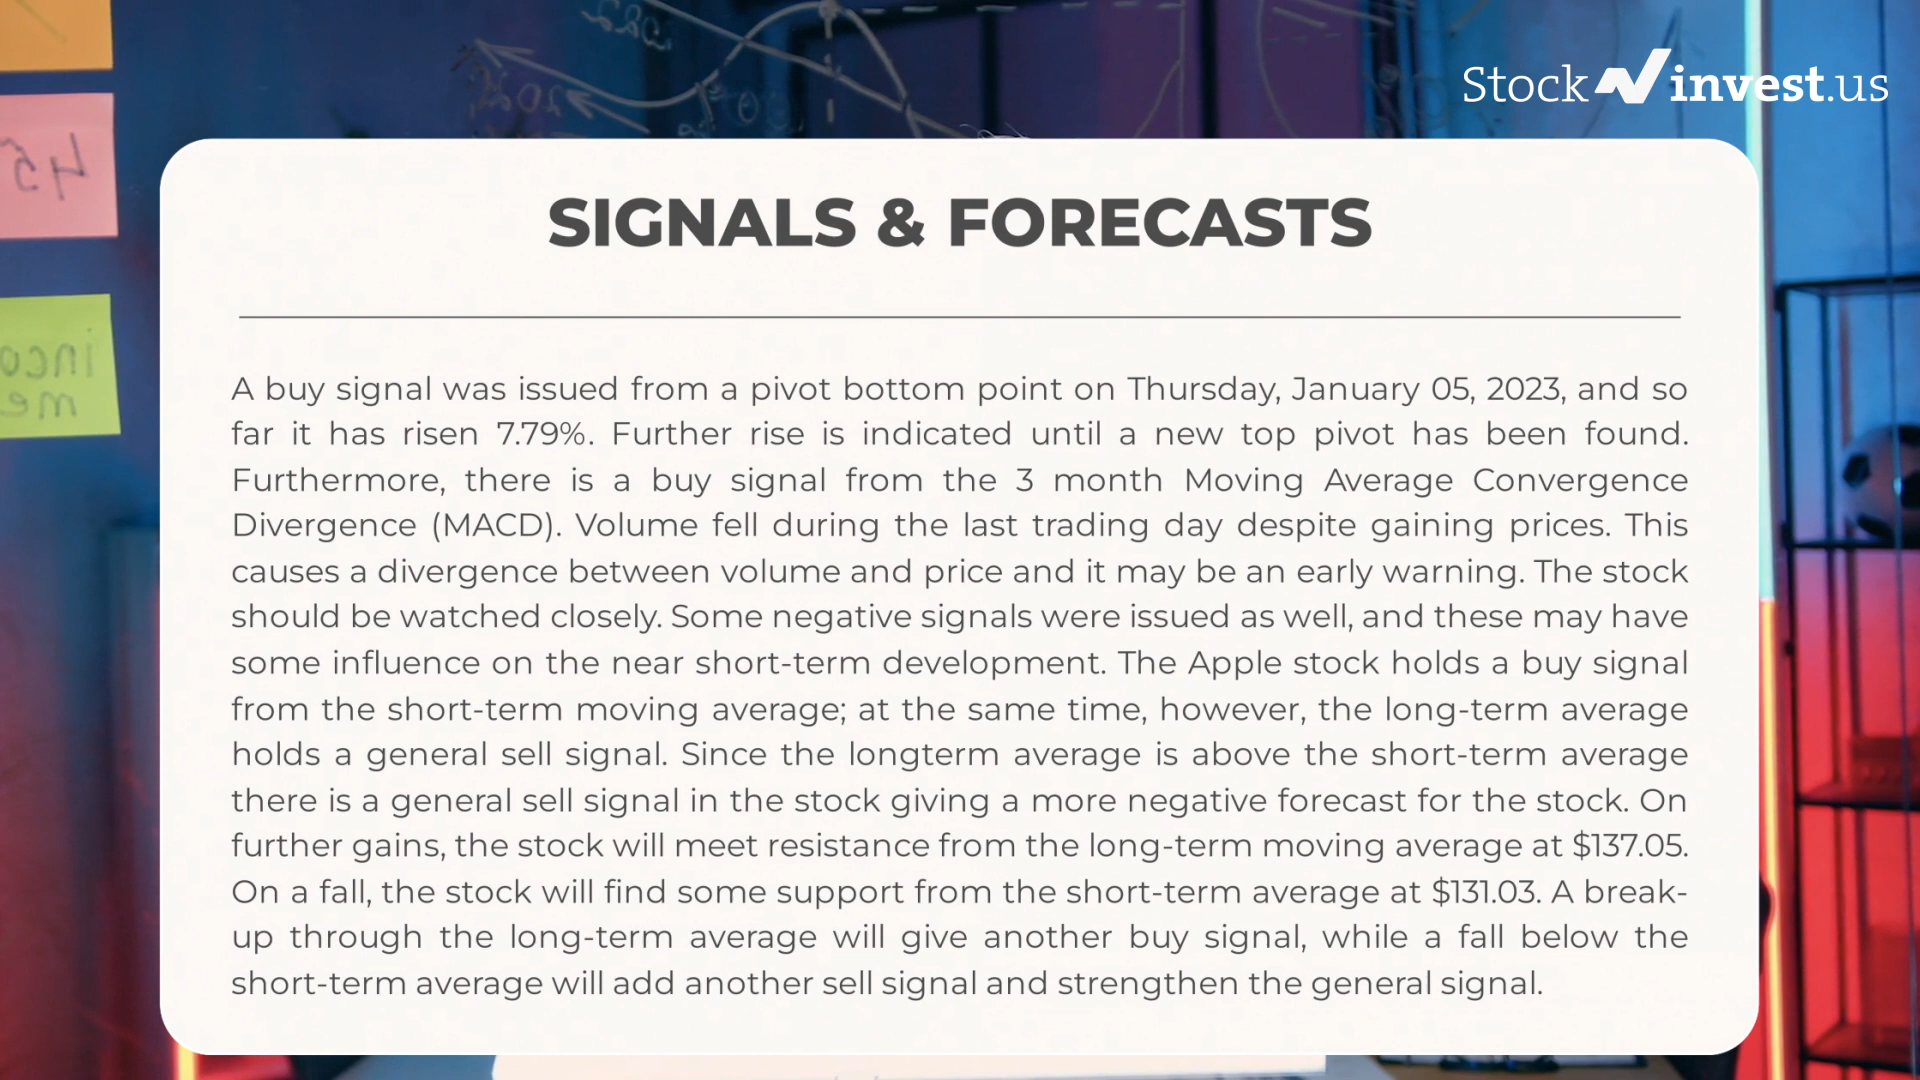 Stock invest.us
45
inco
me
SIGNALS & FORECASTS
A buy signal was issued from a pivot bottom point on Thursday, January 05, 2023, and so
far it has risen 7.79%. Further rise is indicated until a new top pivot has been found.
Furthermore, there is a buy signal from the 3 month Moving Average Convergence
Divergence (MACD). Volume fell during the last trading day despite gaining prices. This
causes a divergence between volume and price and it may be an early warning. The stock
should be watched closely. Some negative signals were issued as well, and these may have
some influence on the near short-term development. The Apple stock holds a buy signal
from the short-term moving average; at the same time, however, the long-term average
holds a general sell signal. Since the longterm average is above the short-term average
there is a general sell signal in the stock giving a more negative forecast for the stock. On
further gains, the stock will meet resistance from the long-term moving average at $137.05.
On a fall, the stock will find some support from the short-term average at $131.03. A break-
up through the long-term average will give another buy signal, while a fall below the
short-term average will add another sell signal and strengthen the general signal.